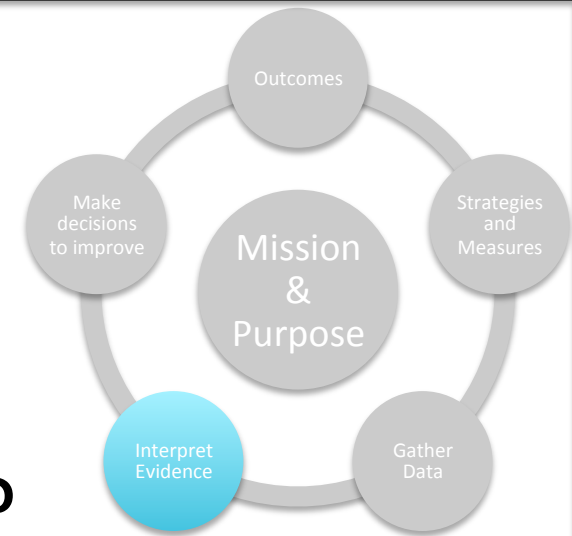 Outcomes
Strategies
and
Measures
Gather
Data
Interpret
Evidence
Make
decisions
to improve
Mission
&
Purpose